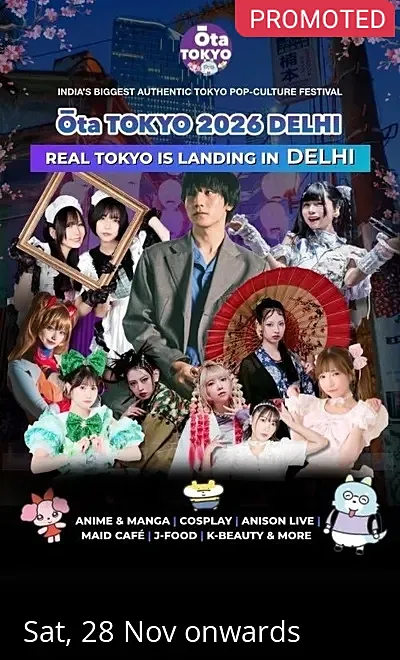 PROMOTED
Ōta
TOKYO
INDIA'S BIGGEST AUTHENTIC TOKYO POP-CULTURE FESTIVAL
Ōta TOKYO 2026 DELHI
REAL TOKYO IS LANDING IN DELHI
ANIME & MANGA | COSPLAY | ANISON LIVE |
MAID CAFÉ | J-FOOD | K-BEAUTY & MORE
Sat, 28 Nov onwards